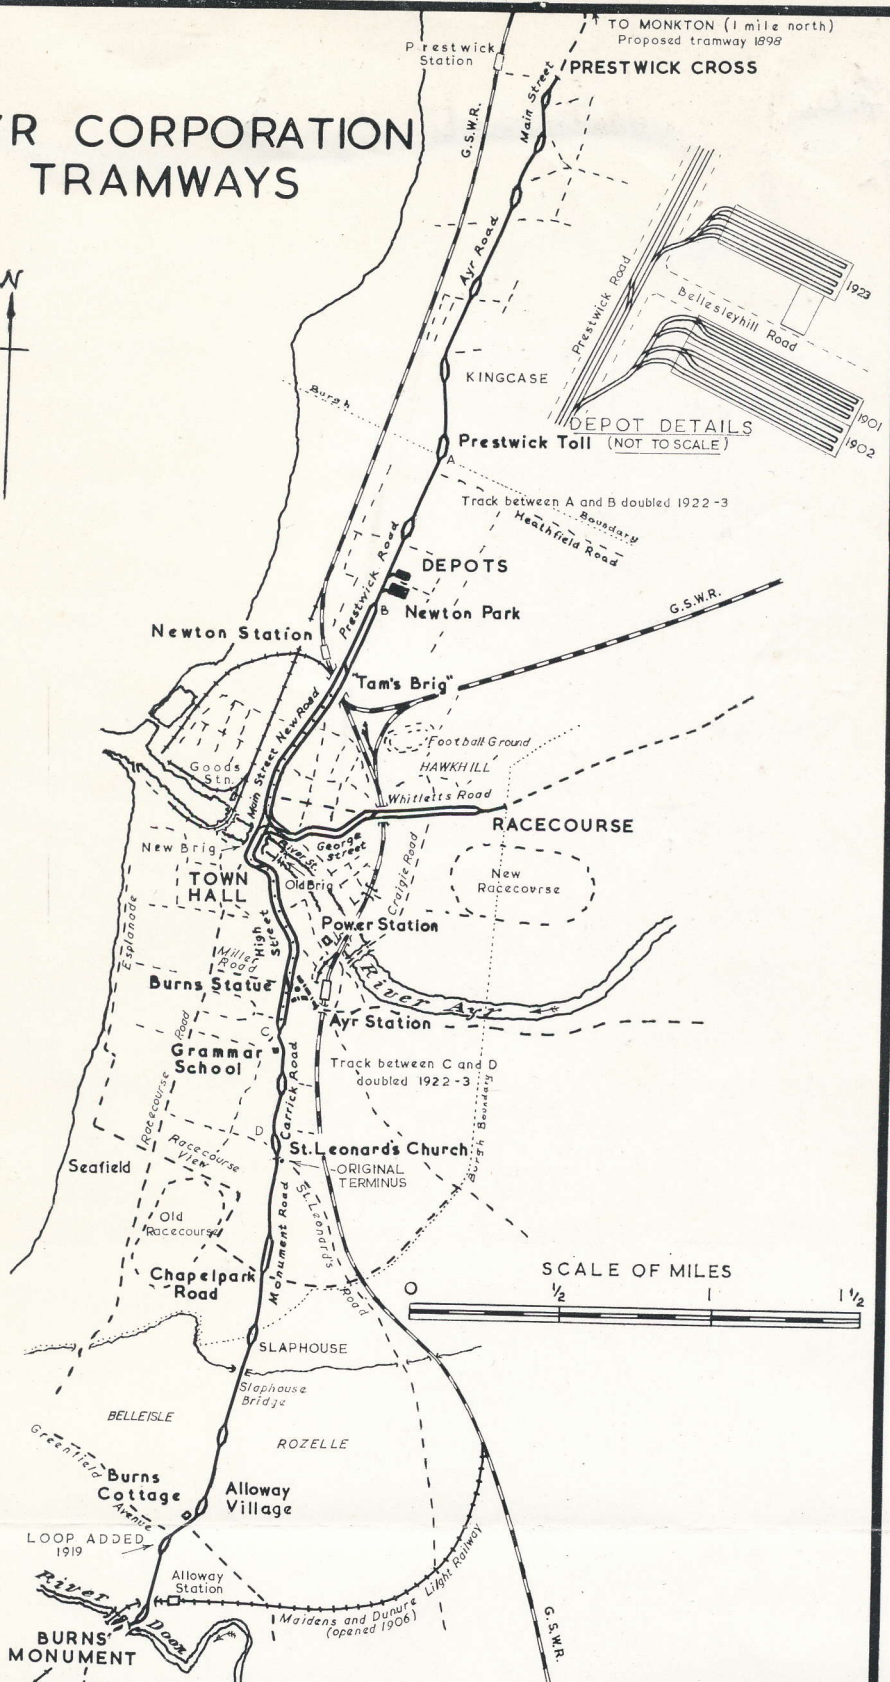 YR CORPORATION
TRAMWAYS
N
TO MONKTON (1 mile north)
Proposed tramway 1898
PRESTWICK CROSS
Prestwick
Station
G.S.W.R.
Main Street
Ayr Road
Prestwick Road
Bellesleyhill Road
1923
1901
1902
DEPOT DETAILS
(NOT TO SCALE)
KINGCASE
Burgh
Prestwick Toll
A
Track between A and B doubled 1922-3
Boundary
Heathfield Road
Prestwick Road
DEPOTS
B
Newton Park
G.S.W.R.
Newton Station
"Tam's Brig"
New Road
Main Street
Goods
Stn.
Football Ground
HAWKHILL
Whitletts Road
RACECOURSE
New Brig
River St.
George
Street
TOWN
HALL
Old Brig
Craigie Road
New
Racecovrse
Esplanade
High
Street
Power Station
Miller
Road
River Ayr
Burns Statue
Ayr Station
C
Grammar
School
Road
Racecourse
Carrick Road
Track between C and D
doubled 1922-3
D
Burgh Boundary
Racecourse
View
St. Leonard's Church
ORIGINAL
TERMINUS
Seafield
Old
Racecourse
Monument Road
St. Leonard's
Road
Chapelpark
Road
SCALE OF MILES
0
1/2
1
1 1/2
SLAPHOUSE
Slaphouse
Bridge
BELLEISLE
ROZELLE
Greenfield
Avenue
Burns
Cottage
Alloway
Village
LOOP ADDED
1919
Alloway
Station
River
Doon
Maidens and Dunure Lilght Railway
(opened 1906)
G.S.W.R.
BURNS'
MONUMENT